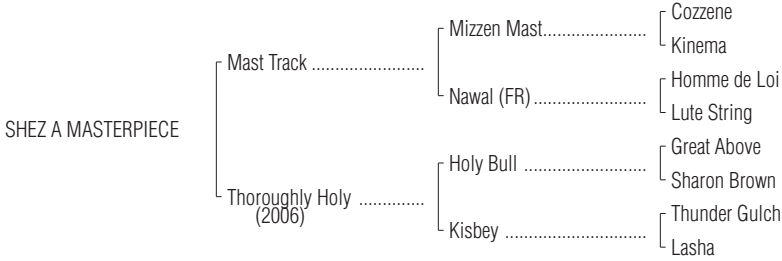 Cozzene
Mizzen Mast......................
Kinema
Mast Track ........................
Homme de Loi
Nawal (FR) ........................
Lute String
SHEZ A MASTERPIECE
Great Above
Holy Bull ..........................
Sharon Brown
Thoroughly Holy ..............
(2006)
Thunder Gulch
Kisbey ..............................
Lasha